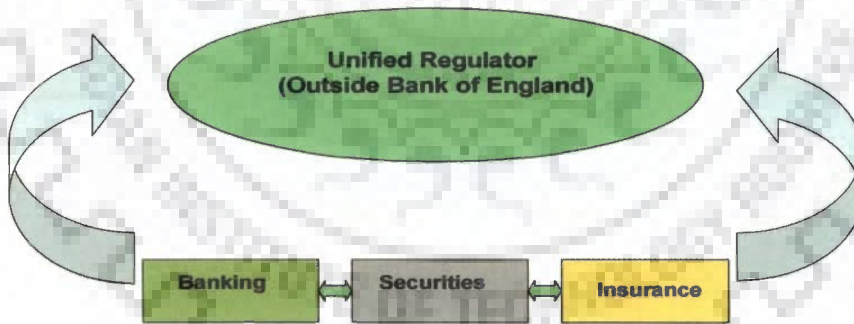 Unified Regulator
(Outside Bank of England)
Banking
Securities
Insurance